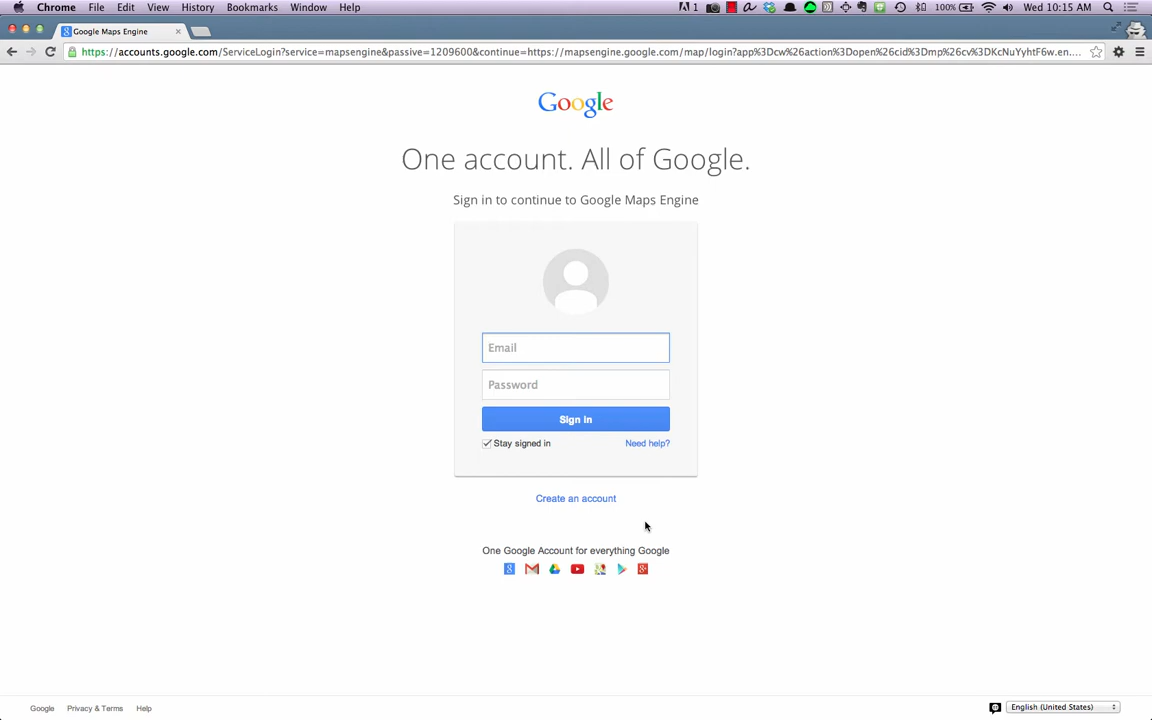 Chrome File Edit View History Bookmarks Window Help 1 100% Wed 10:15 AM
Google Maps Engine
https://accounts.google.com/ServiceLogin?service=mapsengine&passive=1209600&continue=https://mapsengine.google.com/map/login?app%3Dcw%26action%3Dopen%26cid%3Dmp%26cv%3DKcNuYyhtF6w.en....
Google
One account. All of Google.
Sign in to continue to Google Maps Engine
Email
Password
Sign in
Stay signed in Need help?
Create an account
One Google Account for everything Google
Google Privacy & Terms Help English (United States)